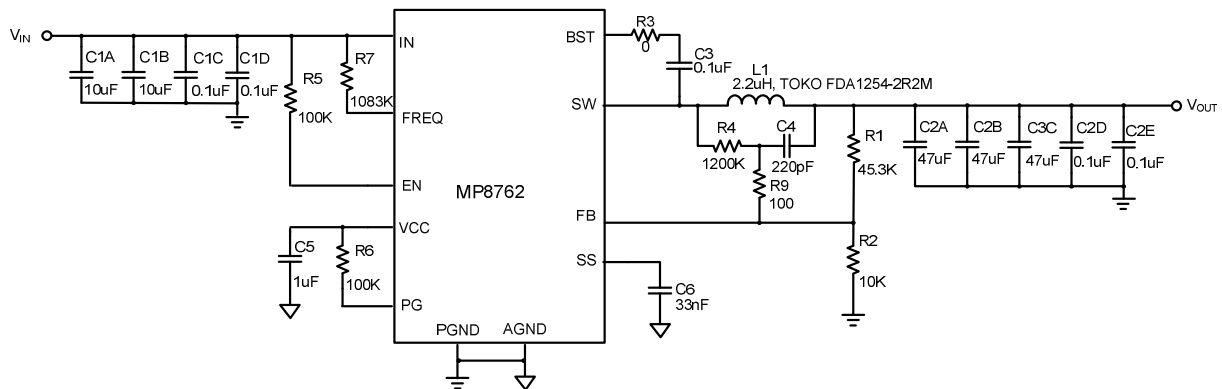 VIN
C1A
10uF
C1B
10uF
C1C
0.1uF
C1D
0.1uF
R5
100K
R7
1083K
C5
1uF
R6
100K
IN
FREQ
EN
VCC
PG
MP8762
BST
SW
FB
SS
PGND
AGND
R3
0
C3
0.1uF
L1
2.2uH, TOKO FDA1254-2R2M
R4
1200K
C4
220pF
R9
100
R1
45.3K
R2
10K
C6
33nF
C2A
47uF
C2B
47uF
C3C
47uF
C2D
0.1uF
C2E
0.1uF
VOUT